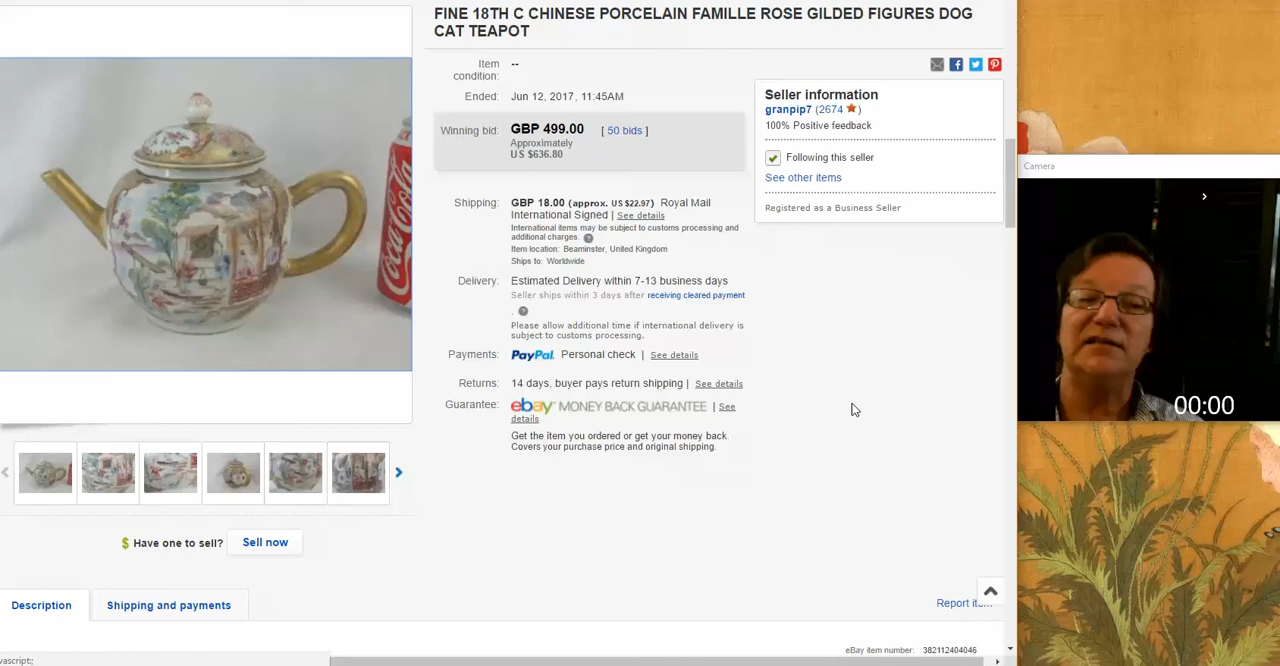 FINE 18TH C CHINESE PORCELAIN FAMILLE ROSE GILDED FIGURES DOG
CAT TEAPOT
Item
condition:
--
Ended:
Jun 12, 2017, 11:45AM
Winning bid:
GBP 499.00
[ 50 bids ]
Approximately
US $636.80
Shipping:
GBP 18.00 (approx. US $22.97) Royal Mail
International Signed | See details
International items may be subject to customs processing and
additional charges. ?
Item location: Beaminster, United Kingdom
Ships to: Worldwide
Delivery:
Estimated Delivery within 7-13 business days
Seller ships within 3 days after receiving cleared payment
. ?
Please allow additional time if international delivery is
subject to customs processing.
Payments:
PayPal Personal check | See details
Returns:
14 days, buyer pays return shipping | See details
Guarantee:
ebay MONEY BACK GUARANTEE | See
details
Get the item you ordered or get your money back.
Covers your purchase price and original shipping.
Seller information
granpip7 (2674 )
100% Positive feedback
Following this seller
See other items
Registered as a Business Seller
Coca-Cola
Camera
00:00
$ Have one to sell?
Sell now
Description
Shipping and payments
Report item
eBay item number: 382112404046
vascript:;